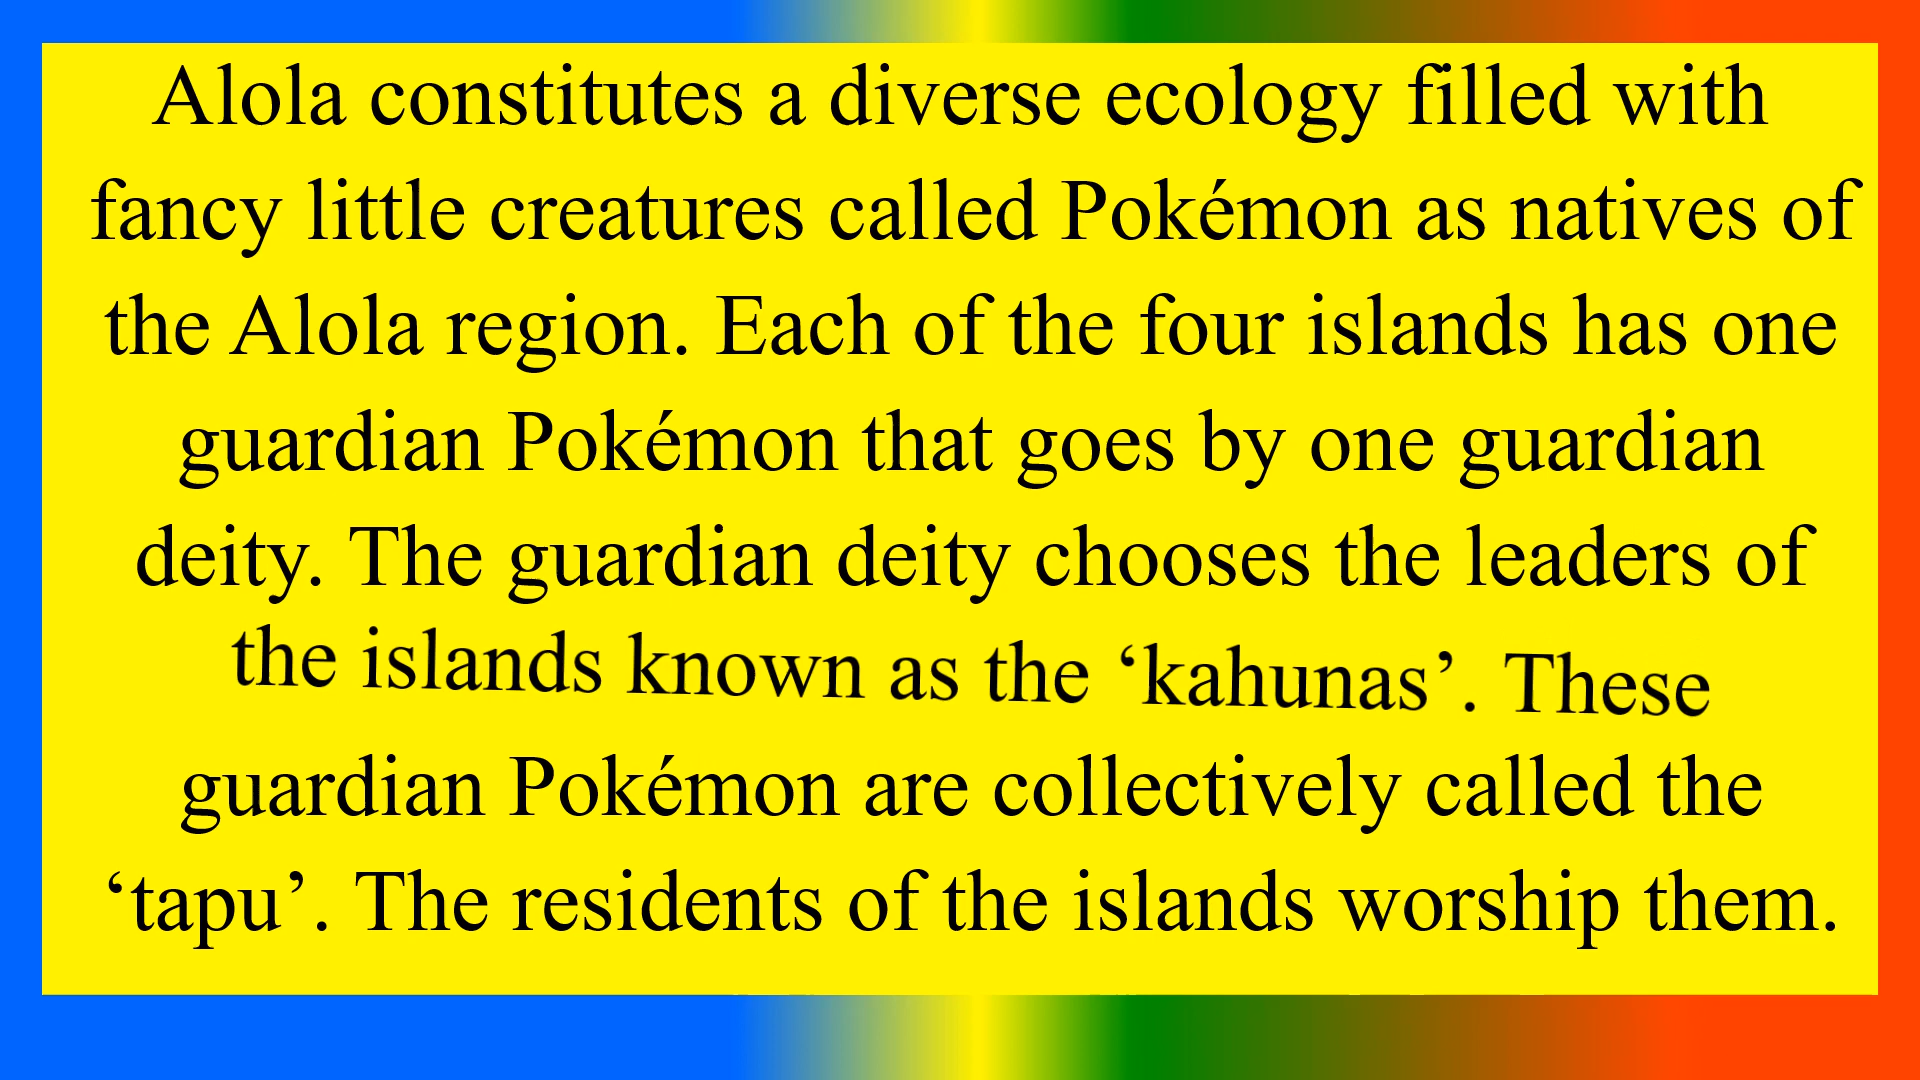 Alola constitutes a diverse ecology filled with
fancy little creatures called Pokémon as natives of
the Alola region. Each of the four islands has one
guardian Pokémon that goes by one guardian
deity. The guardian deity chooses the leaders of
the islands known as the ‘kahunas’. These
guardian Pokémon are collectively called the
‘tapu’. The residents of the islands worship them.